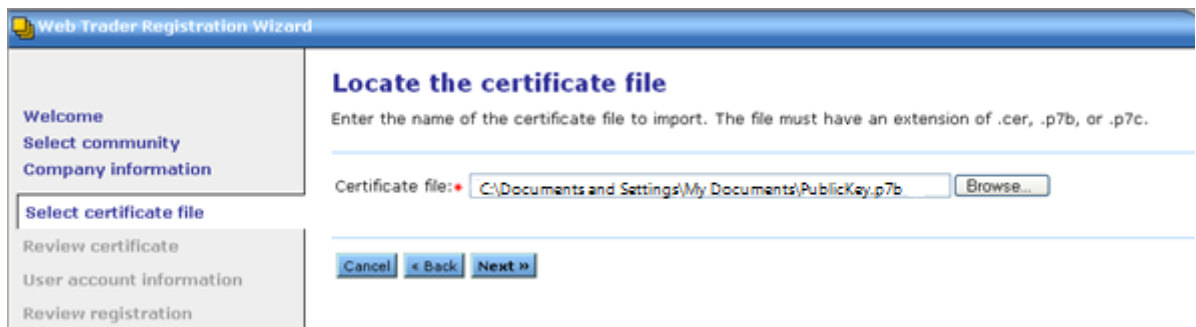 Web Trader Registration Wizard
Welcome
Select community
Company information
Select certificate file
Review certificate
User account information
Review registration
Locate the certificate file
Enter the name of the certificate file to import. The file must have an extension of .cer, .p7b, or .p7c.
Certificate file:• C:\Documents and Settings\My Documents\PublicKey.p7b Browse...
Cancel « Back Next »